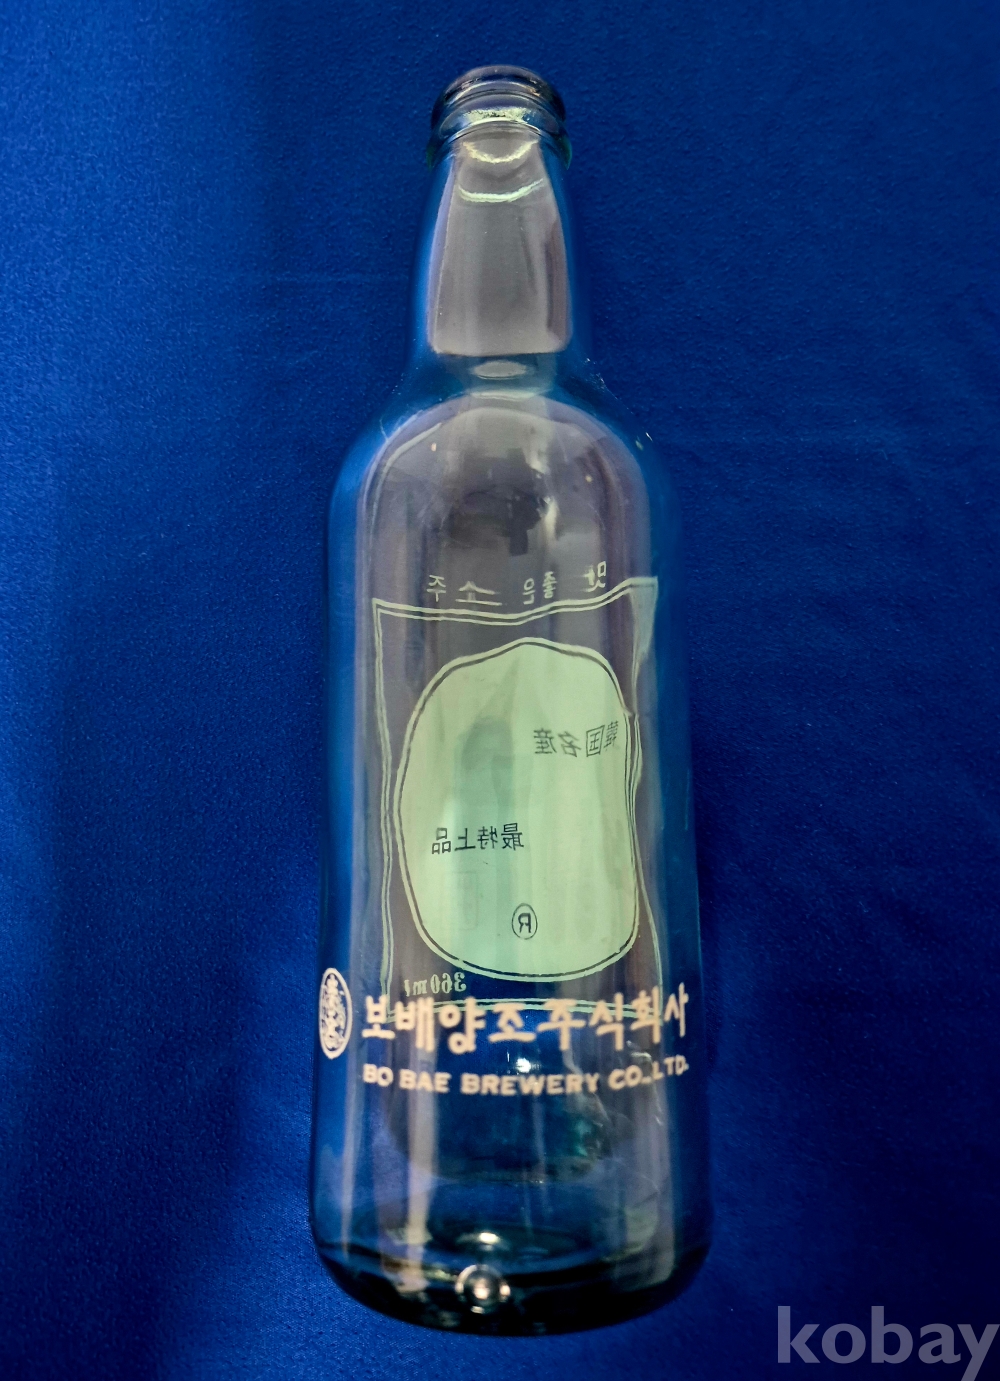 맛 좋은 소주
韓国名産
最特上品
®
360ml
보배양조주식회사
BO BAE BREWERY CO., LTD.
kobay